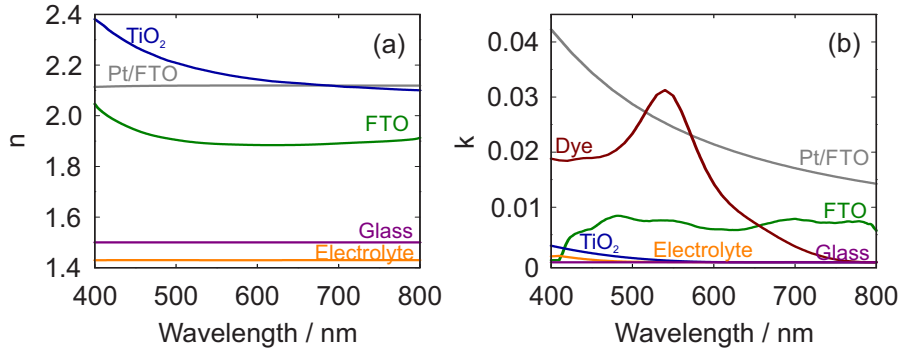 (a)
2.4
2.2
2.0
1.8
1.6
1.4
n
TiO₂
Pt/FTO
FTO
Glass
Electrolyte
400 500 600 700 800
Wavelength / nm
(b)
0.04
0.03
0.02
0.01
0
k
Dye
Pt/FTO
FTO
TiO₂
Electrolyte
Glass
400 500 600 700 800
Wavelength / nm